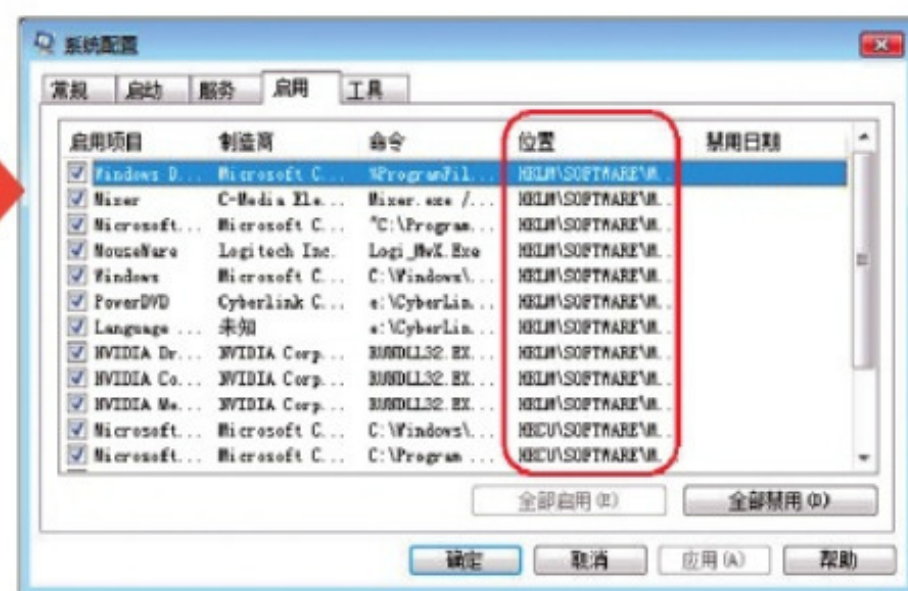 系统配置
常规 启动 服务 启用 工具
启用项目 制造商 命令 位置 禁用日期
Windows D... Microsoft C... %ProgramFil... HKLM\SOFTWARE\M...
Mixer C-Media Ele... Mixer.exe /... HKLM\SOFTWARE\M...
Microsoft... Microsoft C... "C:\Program... HKLM\SOFTWARE\M...
MouseWare Logitech Inc. Logi_MwX.Exe HKLM\SOFTWARE\M...
Windows Microsoft C... C:\Windows\... HKLM\SOFTWARE\M...
PowerDVD Cyberlink C... e:\CyberLin... HKLM\SOFTWARE\M...
Language ... 未知 e:\CyberLin... HKLM\SOFTWARE\M...
NVIDIA Dr... NVIDIA Corp... RUNDLL32.EX... HKLM\SOFTWARE\M...
NVIDIA Co... NVIDIA Corp... RUNDLL32.EX... HKLM\SOFTWARE\M...
NVIDIA Me... NVIDIA Corp... RUNDLL32.EX... HKLM\SOFTWARE\M...
Microsoft... Microsoft C... C:\Windows\... HKCU\SOFTWARE\M...
Microsoft... Microsoft C... C:\Program ... HKCU\SOFTWARE\M...
全部启用(E) 全部禁用(D)
确定 取消 应用(A) 帮助